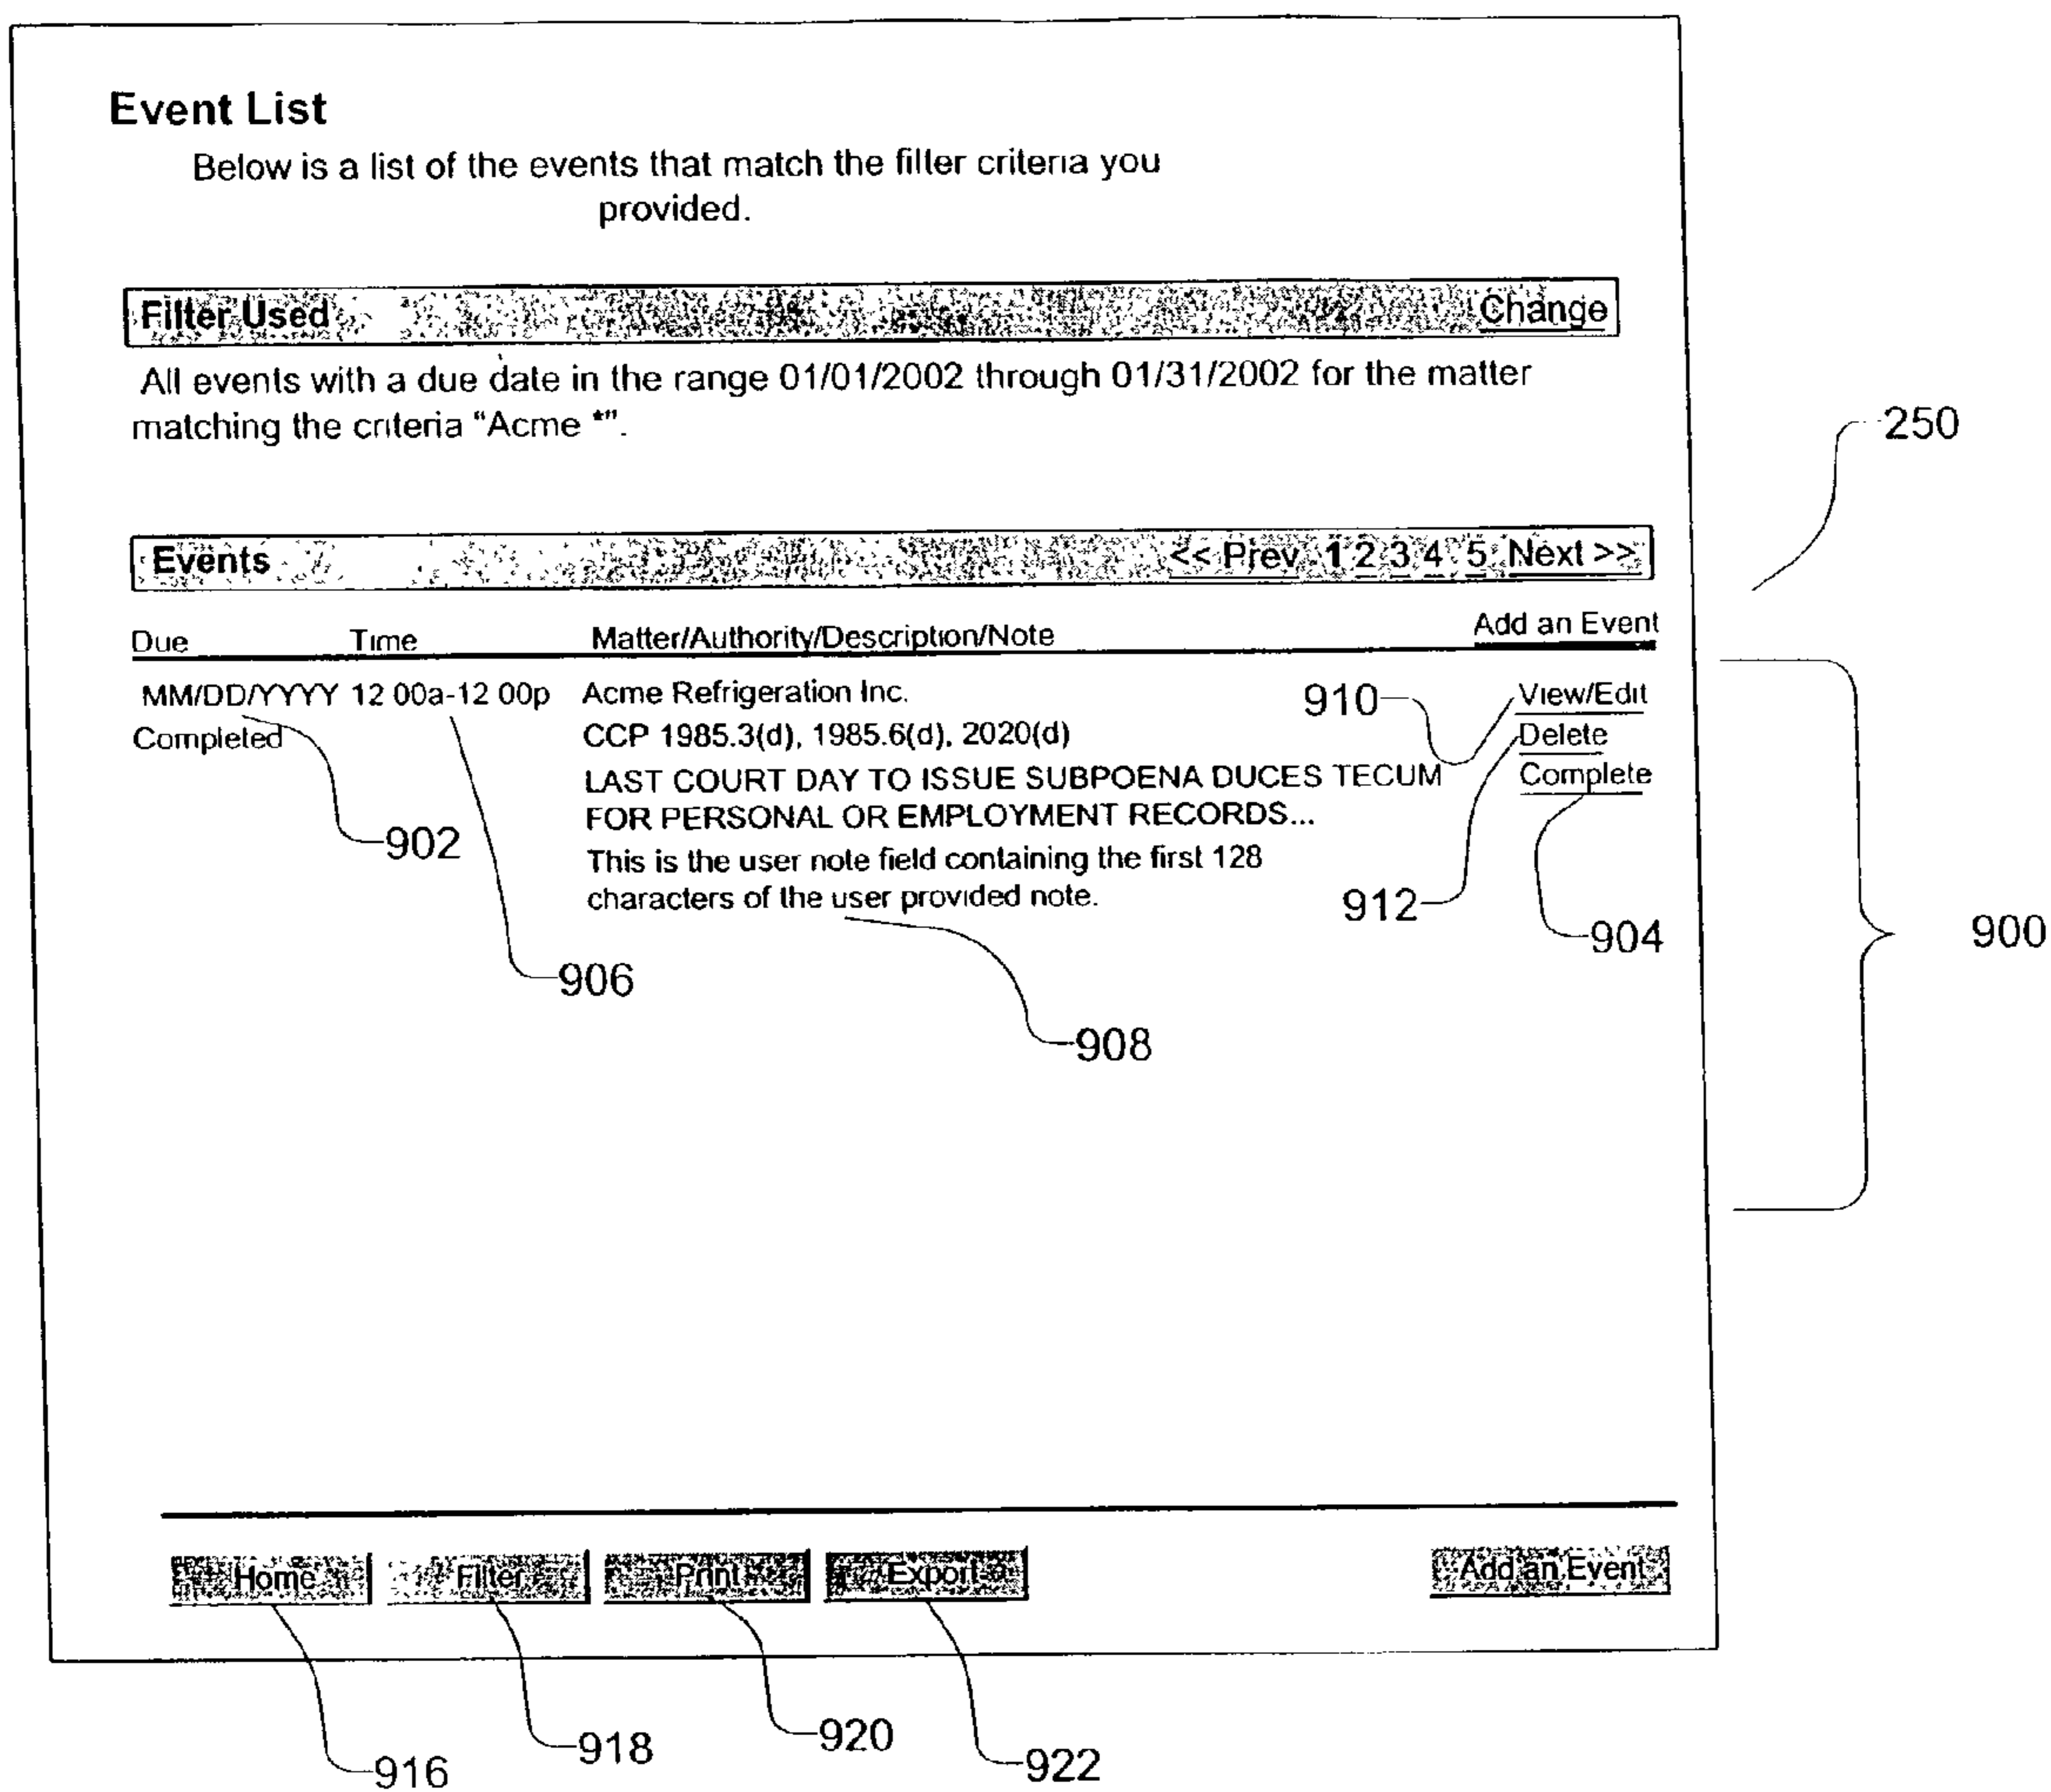 Event List
Below is a list of the events that match the filter criteria you
provided.
Filter Used Change
All events with a due date in the range 01/01/2002 through 01/31/2002 for the matter
matching the criteria “Acme *”.
250
Events << Prev 1 2 3 4 5 Next >>
Due Time Matter/Authority/Description/Note Add an Event
MM/DD/YYYY 12 00a-12 00p Acme Refrigeration Inc. 910 View/Edit
Completed CCP 1985.3(d), 1985.6(d), 2020(d) Delete
LAST COURT DAY TO ISSUE SUBPOENA DUCES TECUM Complete
FOR PERSONAL OR EMPLOYMENT RECORDS...
902
This is the user note field containing the first 128
characters of the user provided note.
912
904
900
906
908
Home Filter Print Export Add an Event
916
918
920
922